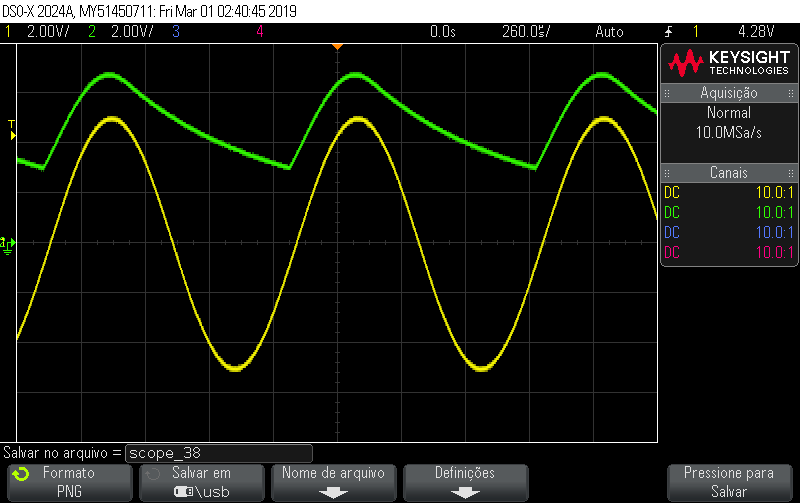 DSO-X 2024A, MY51450711: Fri Mar 01 02:40:45 2019
1 2.00V/ 2 2.00V/ 3 4 0.0s 260.0㎲/ Auto 1 4.28V
KEYSIGHT
TECHNOLOGIES
Aquisição
Normal
10.0MSa/s
Canais
DC 10.0:1
DC 10.0:1
DC 10.0:1
DC 10.0:1
T
Salvar no arquivo = scope_38
Formato
PNG
Salvar em
\usb
Nome de arquivo
Definições
Pressione para
Salvar